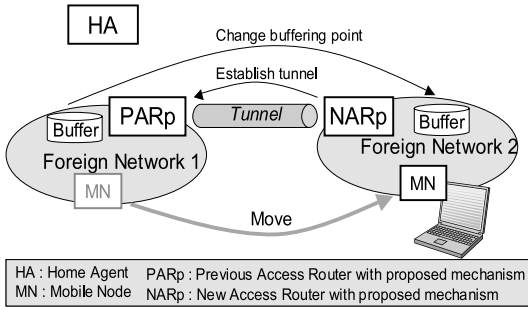 HA
Change buffering point
Establish tunnel
PARp
Tunnel
NARp
Buffer
Buffer
Foreign Network 1
Foreign Network 2
MN
MN
Move
HA : Home Agent PARp : Previous Access Router with proposed mechanism
MN : Mobile Node NARp : New Access Router with proposed mechanism